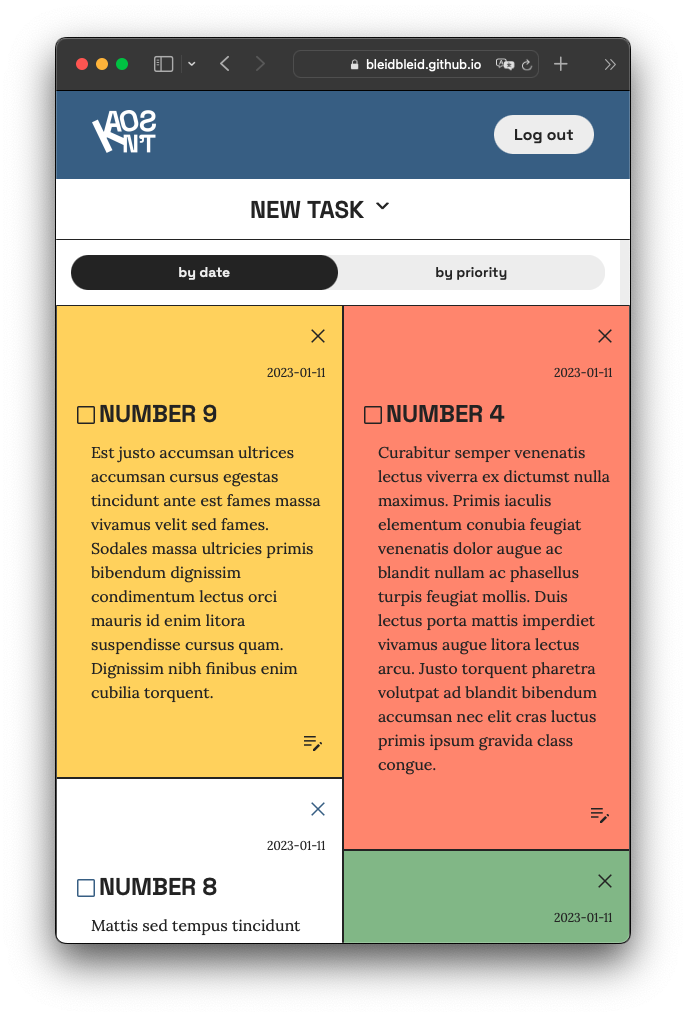 bleidbleid.github.io
KAOS
N'T
Log out
NEW TASK
by date
by priority
2023-01-11
NUMBER 9
Est justo accumsan ultrices
accumsan cursus egestas
tincidunt ante est fames massa
vivamus velit sed fames.
Sodales massa ultricies primis
bibendum dignissim
condimentum lectus orci
mauris id enim litora
suspendisse cursus quam.
Dignissim nibh finibus enim
cubilia torquent.
2023-01-11
NUMBER 4
Curabitur semper venenatis
lectus viverra ex dictumst nulla
maximus. Primis iaculis
elementum conubia feugiat
venenatis dolor augue ac
blandit nullam ac phasellus
turpis feugiat mollis. Duis
lectus porta mattis imperdiet
vivamus augue litora lectus
arcu. Justo torquent pharetra
volutpat ad blandit bibendum
accumsan nec elit cras luctus
primis ipsum gravida class
congue.
2023-01-11
NUMBER 8
Mattis sed tempus tincidunt
2023-01-11